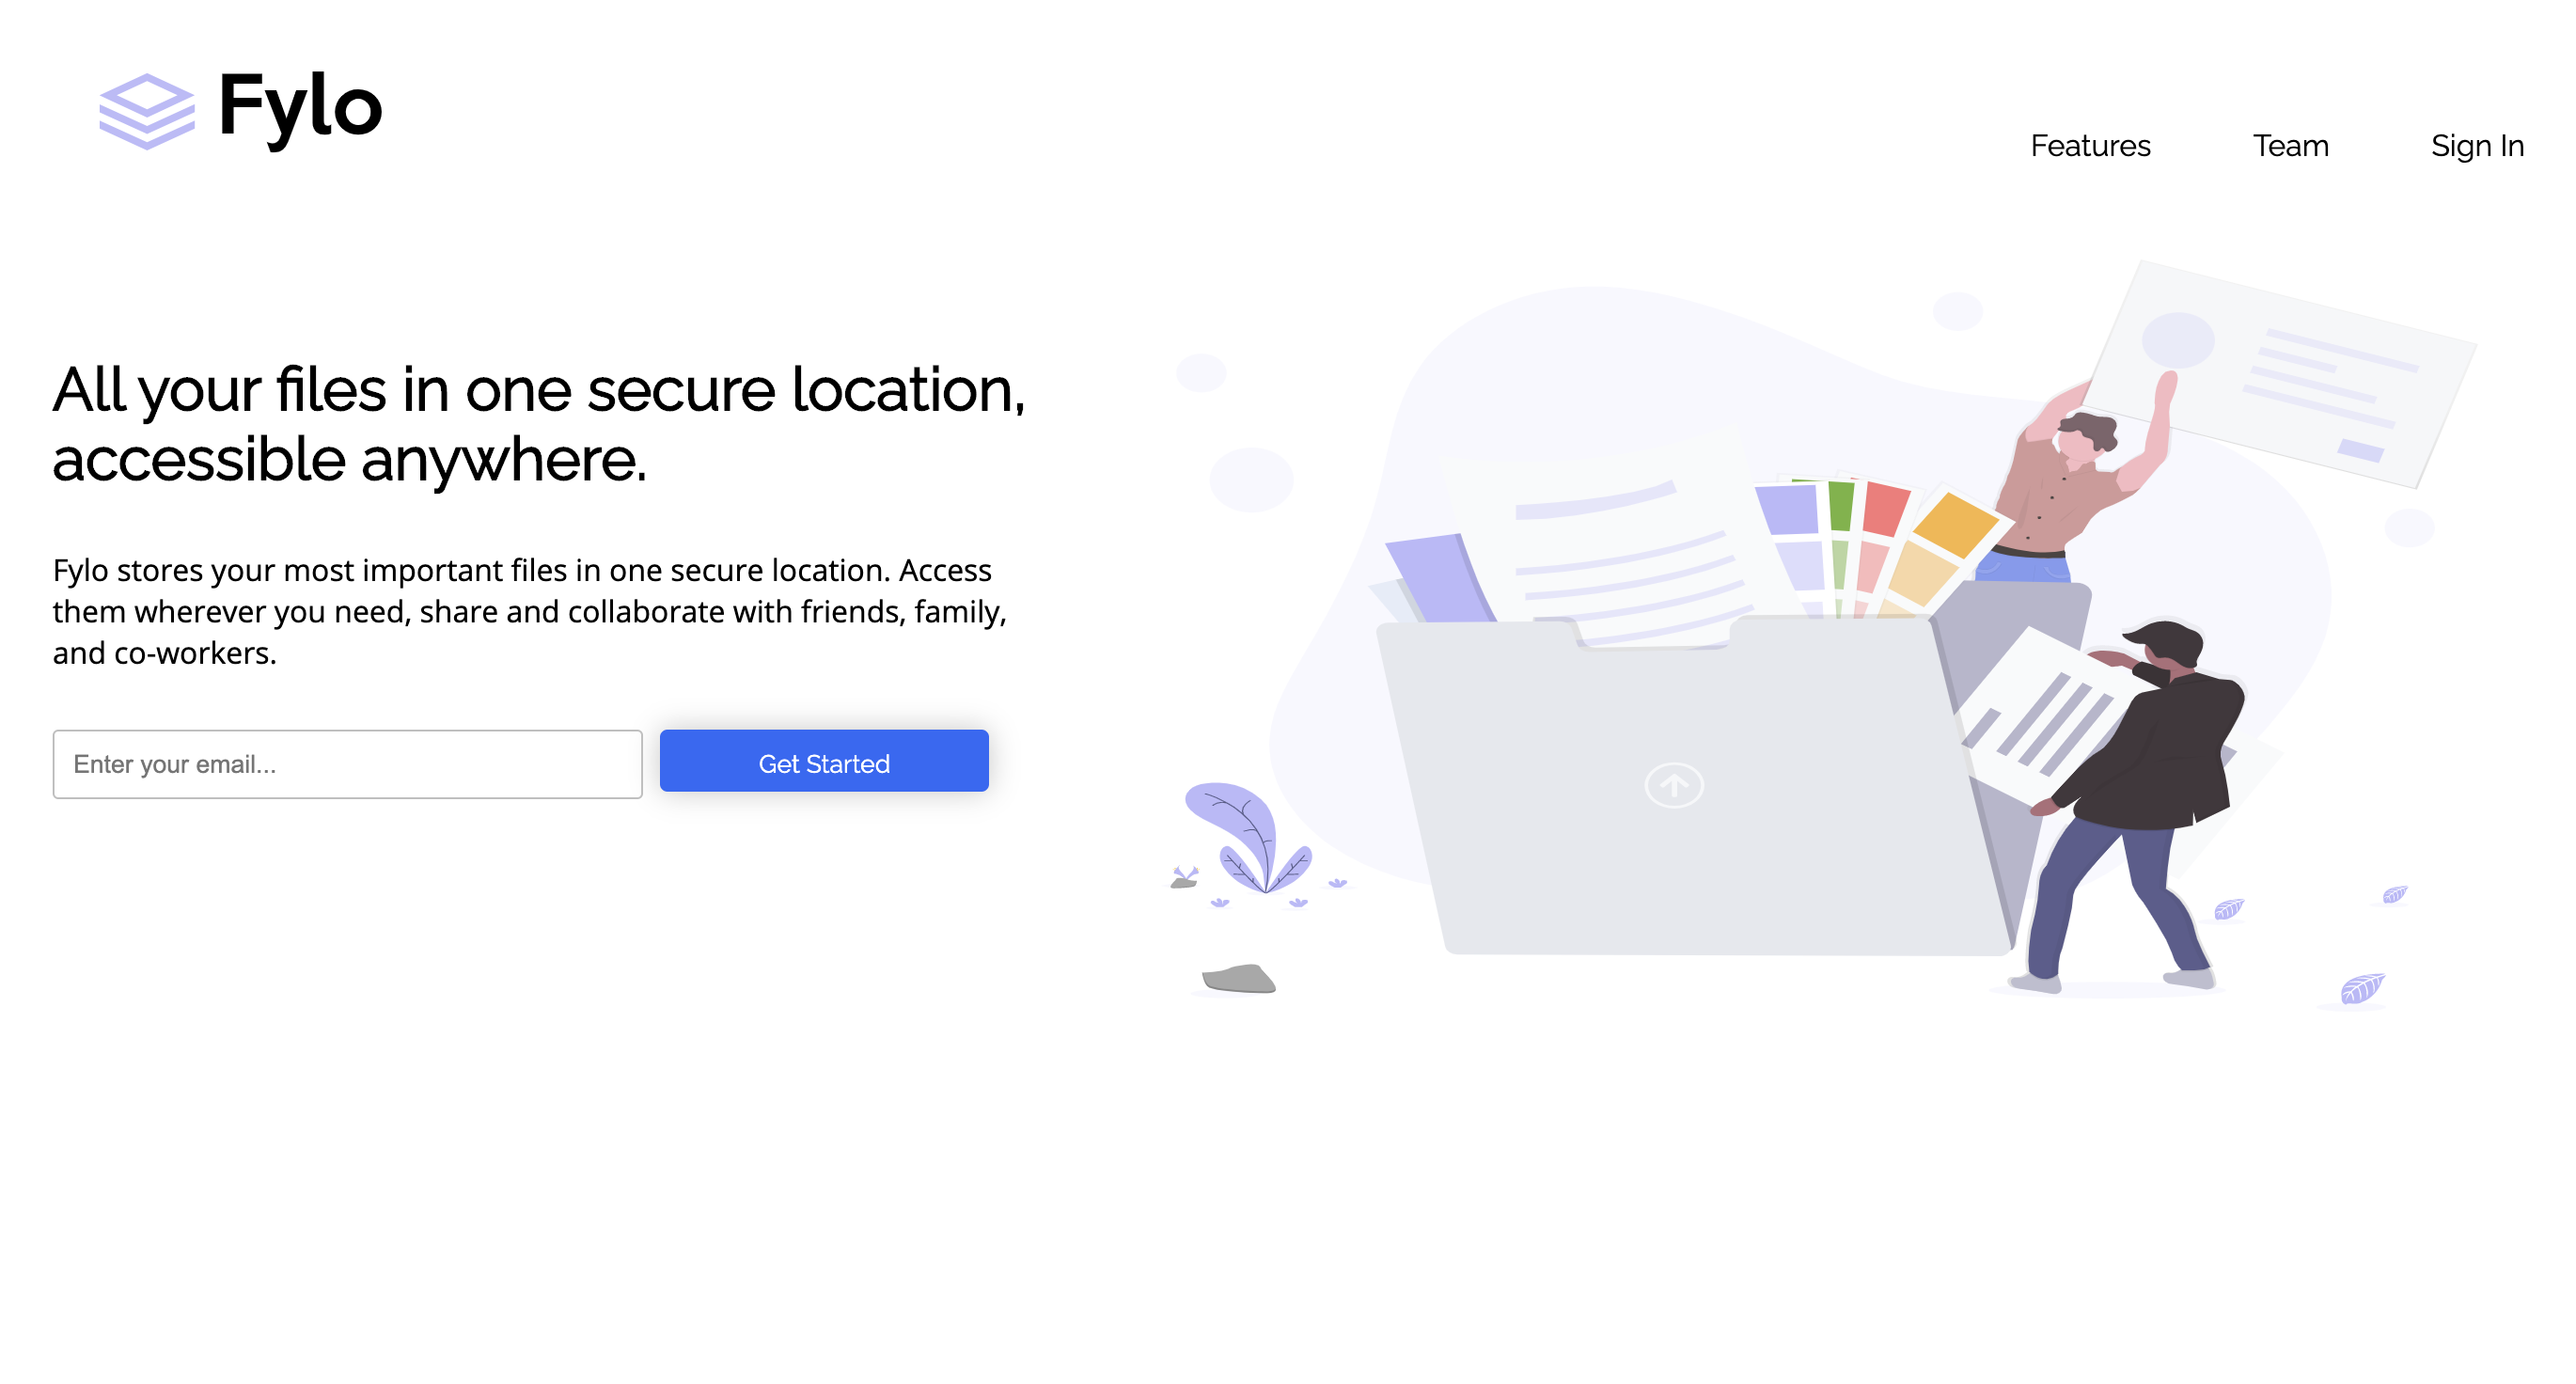 Fylo
Features
Team
Sign In
All your files in one secure location,
accessible anywhere.
Fylo stores your most important files in one secure location. Access
them wherever you need, share and collaborate with friends, family,
and co-workers.
Enter your email...
Get Started